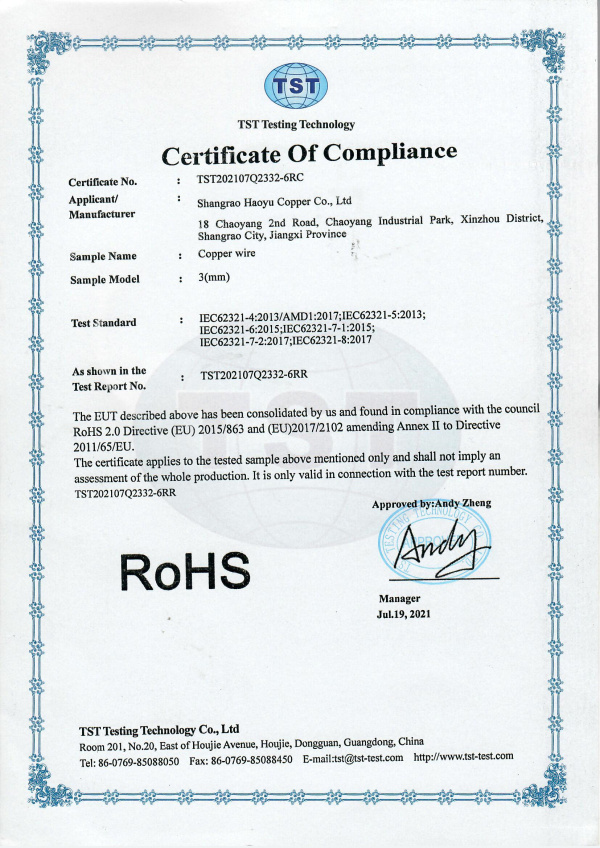 TST
TST Testing Technology
Certificate Of Compliance
Certificate No. : TST202107Q2332-6RC
Applicant/
Manufacturer : Shangrao Haoyu Copper Co., Ltd
18 Chaoyang 2nd Road, Chaoyang Industrial Park, Xinzhou District,
Shangrao City, Jiangxi Province
Sample Name : Copper wire
Sample Model : 3(mm)
Test Standard : IEC62321-4:2013/AMD1:2017;IEC62321-5:2013;
IEC62321-6:2015;IEC62321-7-1:2015;
IEC62321-7-2:2017;IEC62321-8:2017
As shown in the
Test Report No. : TST202107Q2332-6RR
The EUT described above has been consolidated by us and found in compliance with the council
RoHS 2.0 Directive (EU) 2015/863 and (EU)2017/2102 amending Annex II to Directive
2011/65/EU.
The certificate applies to the tested sample above mentioned only and shall not imply an
assessment of the whole production. It is only valid in connection with the test report number.
TST202107Q2332-6RR
Approved by:Andy Zheng
Andy
RoHS
Manager
Jul.19, 2021
TST Testing Technology Co., Ltd
Room 201, No.20, East of Houjie Avenue, Houjie, Dongguan, Guangdong, China
Tel: 86-0769-85088050 Fax: 86-0769-85088450 E-mail:tst@tst-test.com http://www.tst-test.com